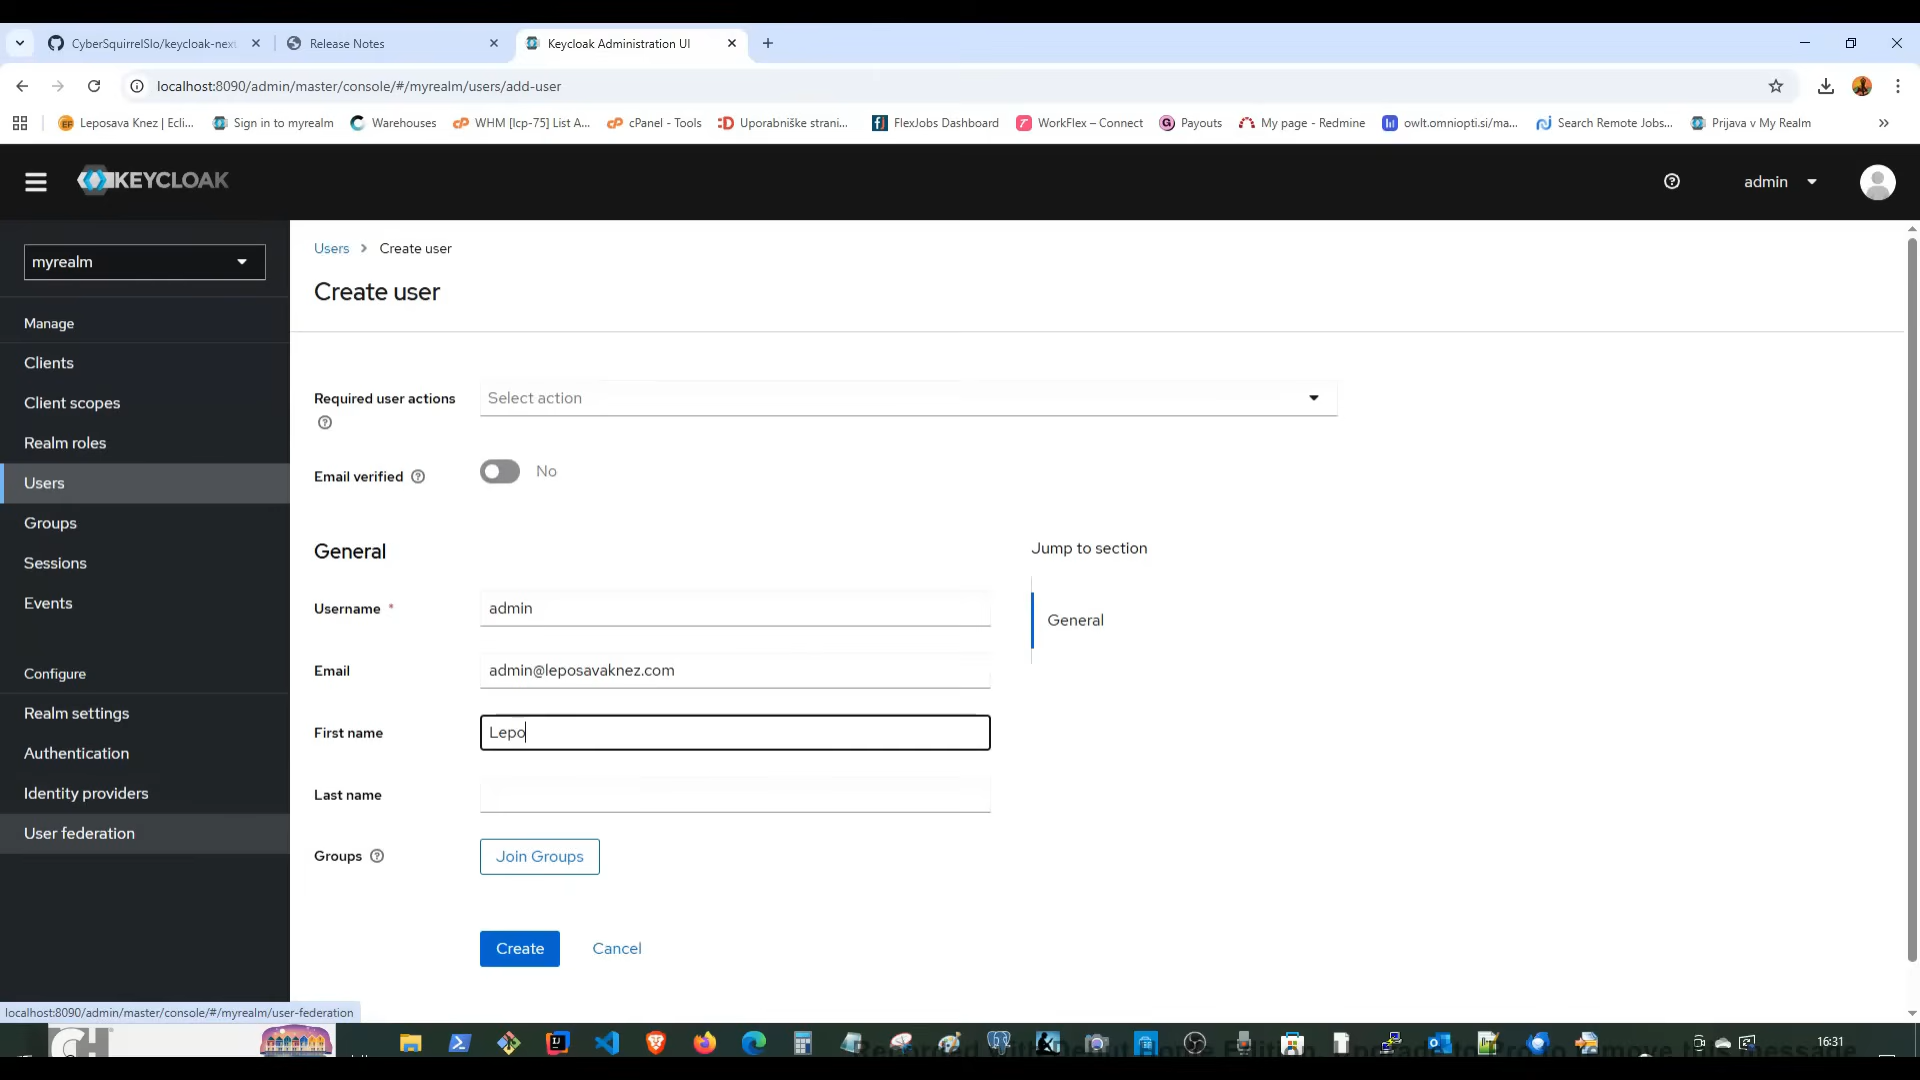 CyberSquirrelSlo/keycloak-nex
Release Notes
Keycloak Administration UI
localhost:8090/admin/master/console/#/myrealm/users/add-user
Leposava Knez | Ecli...
Sign in to myrealm
Warehouses
WHM [lcp-75] List A...
cPanel - Tools
Uporabniške strani...
FlexJobs Dashboard
WorkFlex – Connect
Payouts
My page - Redmine
owlt.omniopti.si/ma...
Search Remote Jobs...
Prijava v My Realm
KEYCLOAK
admin
myrealm
Manage
Clients
Client scopes
Realm roles
Users
Groups
Sessions
Events
Configure
Realm settings
Authentication
Identity providers
User federation
Users > Create user
Create user
Required user actions
Select action
Email verified
No
General
Jump to section
General
Username *
admin
Email
admin@leposavaknez.com
First name
Lepo
Last name
Groups
Join Groups
Create
Cancel
localhost:8090/admin/master/console/#/myrealm/user-federation
16:31